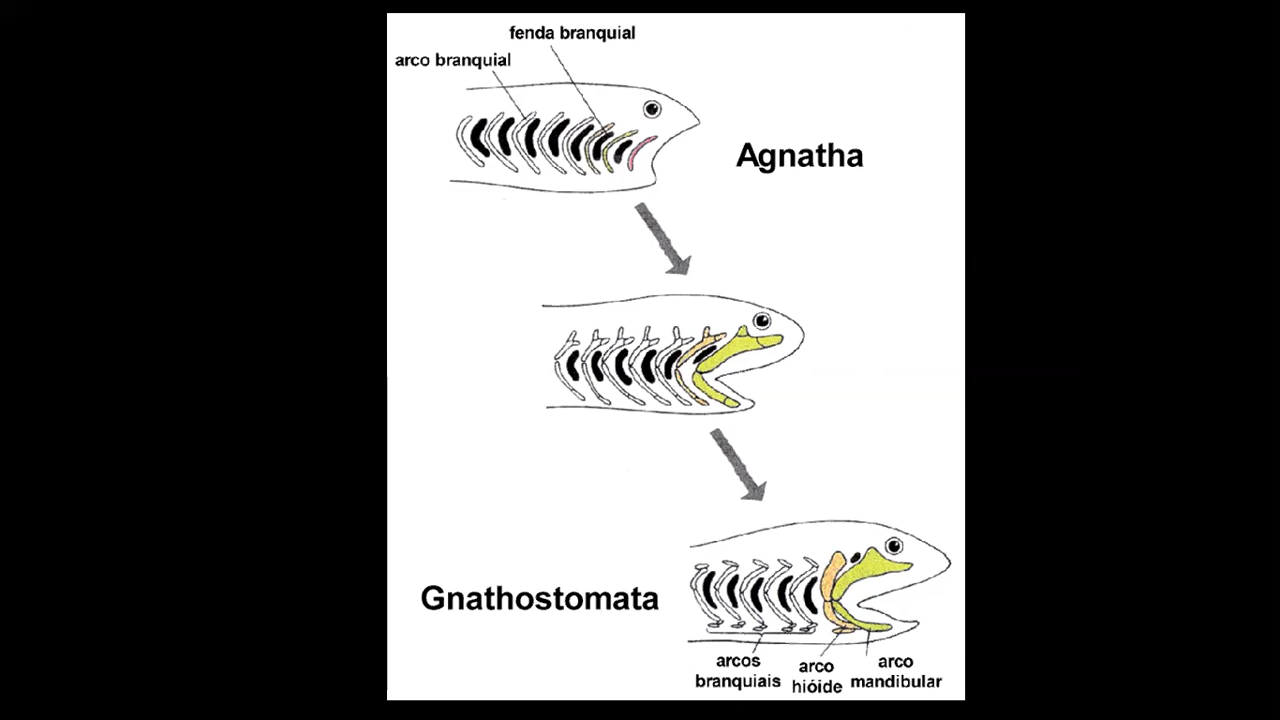 fenda branquial
arco branquial
Agnatha
Gnathostomata
arcos
branquiais
arco
hióide
arco
mandibular